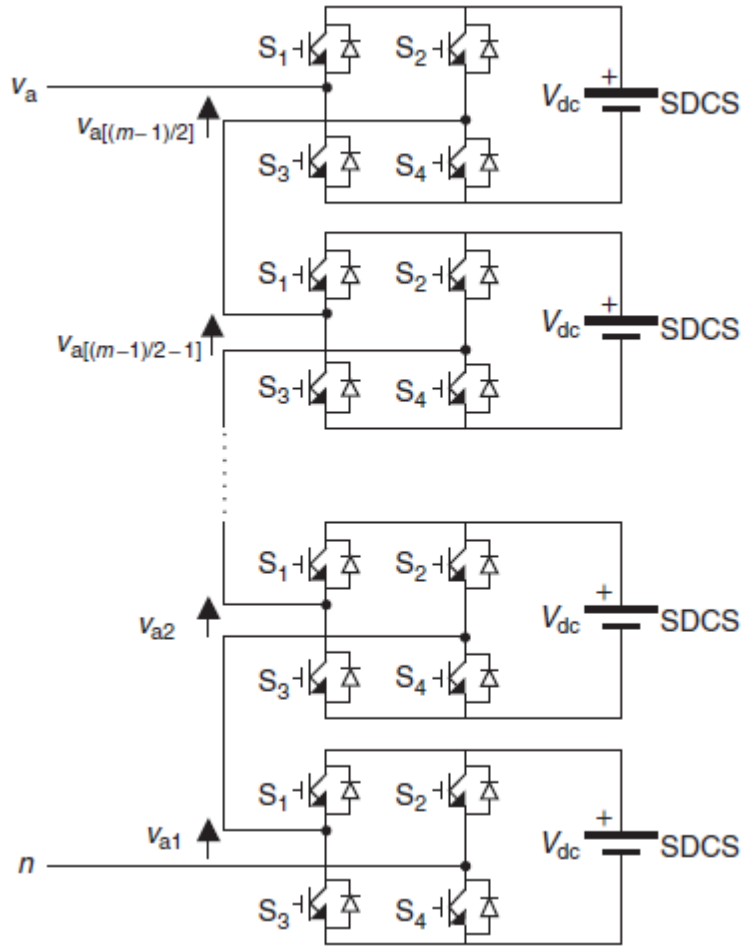 S1 S2
va
+
Vdc SDCS
va[(m−1)/2]
S3 S4
S1 S2
+
Vdc SDCS
va[(m−1)/2−1]
S3 S4
S1 S2
+
Vdc SDCS
va2
S3 S4
S1 S2
+
Vdc SDCS
va1
n
S3 S4